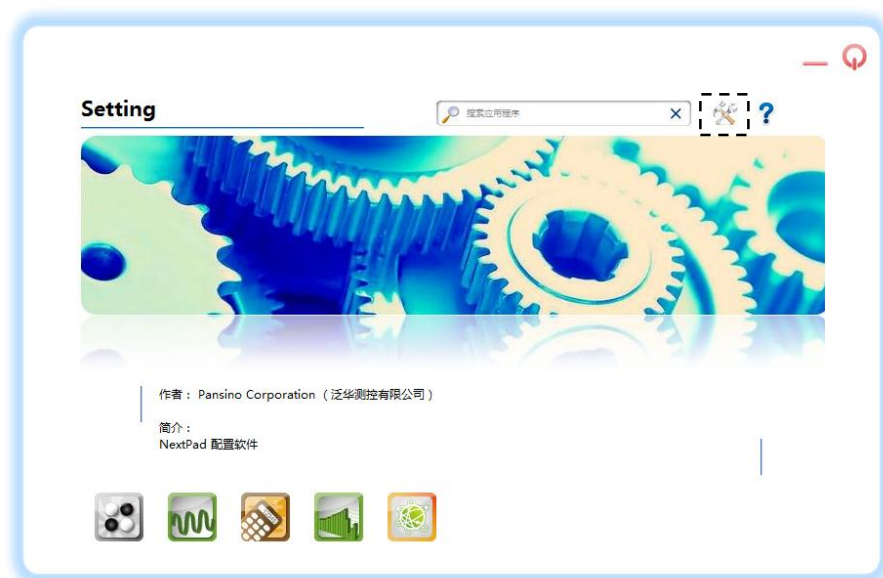 Setting
搜索应用程序
作者： Pansino Corporation （泛华测控有限公司）
简介：
NextPad 配置软件